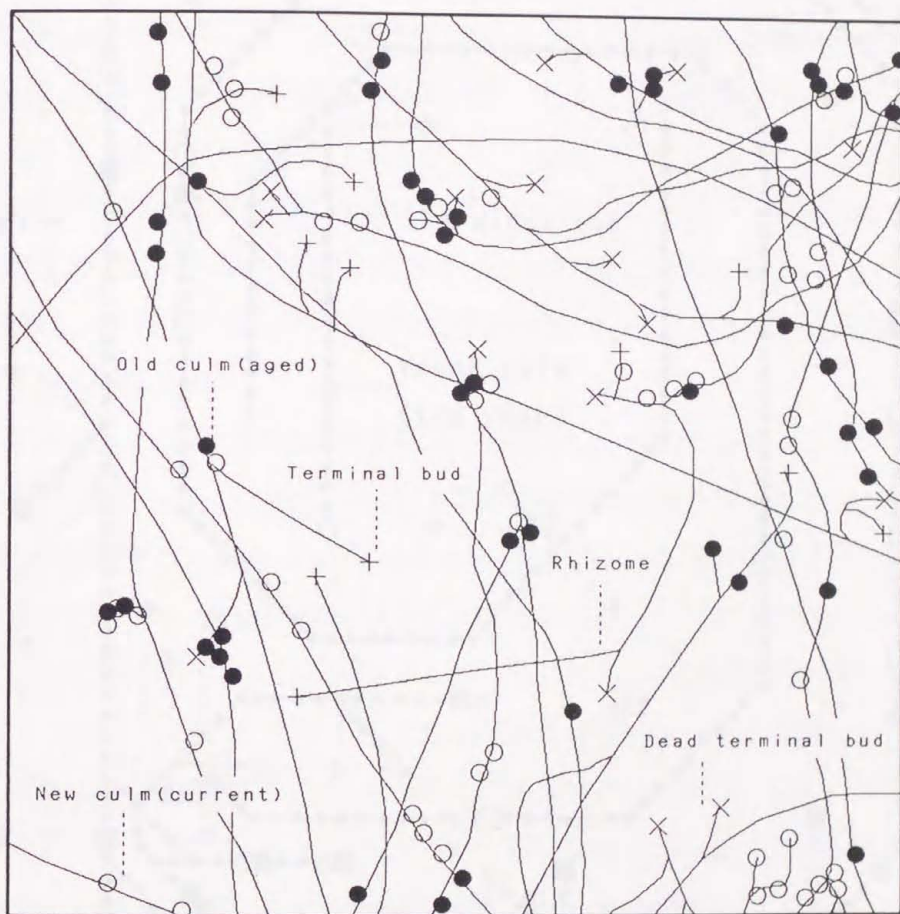 Old culm(aged)
Terminal bud
Rhizome
Dead terminal bud
New culm(current)